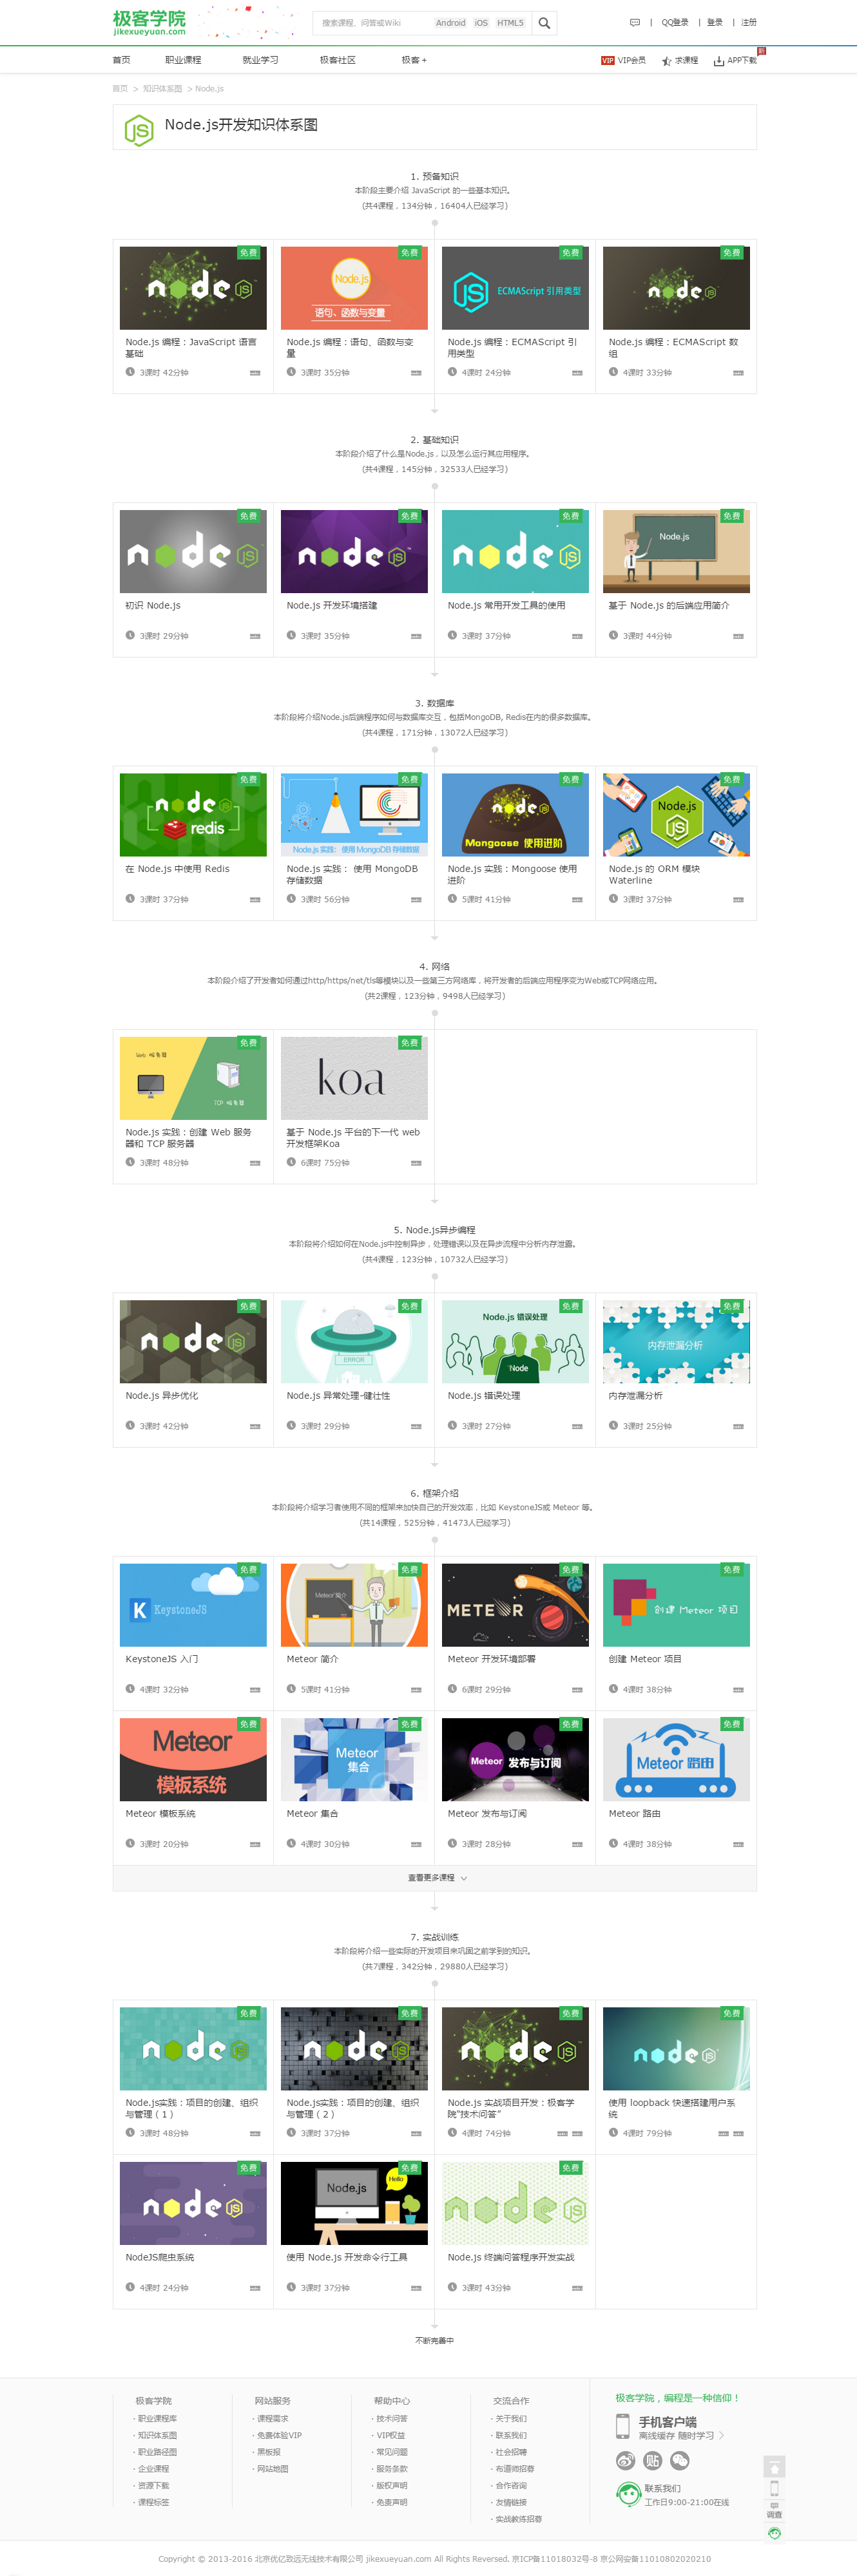 极客学院
jikexueyuan.com
搜索课程、问答或Wiki Android iOS HTML5
QQ登录 | 登录 | 注册
首页 职业课程 就业学习 极客社区 极客 +
VIP VIP会员 求课程 APP下载
首页 > 知识体系图 > Node.js
Node.js开发知识体系图
1. 预备知识
本阶段主要介绍 JavaScript 的一些基本知识。
(共4课程，134分钟，16404人已经学习)
免费 免费 免费 免费
node JS
Node.js
语句、函数与变量
JS ECMAScript 引用类型
node JS
Node.js 编程：JavaScript 语言基础
3课时 42分钟
Node.js 编程：语句、函数与变量
3课时 35分钟
Node.js 编程：ECMAScript 引用类型
4课时 24分钟
Node.js 编程：ECMAScript 数组
4课时 33分钟
2. 基础知识
本阶段介绍了什么是Node.js，以及怎么运行其应用程序。
(共4课程，145分钟，32533人已经学习)
免费 免费 免费 免费
node JS
node JS
node JS
Node.js
初识 Node.js
3课时 29分钟
Node.js 开发环境搭建
3课时 35分钟
Node.js 常用开发工具的使用
3课时 37分钟
基于 Node.js 的后端应用简介
3课时 44分钟
3. 数据库
本阶段将介绍Node.js后端程序如何与数据库交互，包括MongoDB, Redis在内的很多数据库。
(共4课程，171分钟，13072人已经学习)
免费 免费 免费 免费
node JS
redis
Node.js 实践： 使用 MongoDB 存储数据
node JS
Mongoose 使用进阶
Node.js
JS
在 Node.js 中使用 Redis
3课时 37分钟
Node.js 实践： 使用 MongoDB 存储数据
3课时 56分钟
Node.js 实践：Mongoose 使用进阶
5课时 41分钟
Node.js 的 ORM 模块 Waterline
3课时 37分钟
4. 网络
本阶段介绍了开发者如何通过http/https/net/tls等模块以及一些第三方网络库，将开发者的后端应用程序变为Web或TCP网络应用。
(共2课程，123分钟，9498人已经学习)
免费 免费
Web 服务器
TCP 服务器
koa
Node.js 实践：创建 Web 服务器和 TCP 服务器
3课时 48分钟
基于 Node.js 平台的下一代 web 开发框架Koa
6课时 75分钟
5. Node.js异步编程
本阶段将介绍如何在Node.js中控制异步，处理错误以及在异步流程中分析内存泄露。
(共4课程，123分钟，10732人已经学习)
免费 免费 免费 免费
node JS
ERROR
Node.js 错误处理
Node
内存泄漏分析
Node.js 异步优化
3课时 42分钟
Node.js 异常处理-健壮性
3课时 29分钟
Node.js 错误处理
3课时 27分钟
内存泄漏分析
3课时 25分钟
6. 框架介绍
本阶段将介绍学习者使用不同的框架来加快自己的开发效率，比如 KeystoneJS或 Meteor 等。
(共14课程，525分钟，41473人已经学习)
免费 免费 免费 免费
K KeystoneJS
Meteor 简介
METEOR
创建 Meteor 项目
KeystoneJS 入门
4课时 32分钟
Meteor 简介
5课时 41分钟
Meteor 开发环境部署
6课时 29分钟
创建 Meteor 项目
4课时 38分钟
免费 免费 免费 免费
Meteor
模板系统
Meteor
集合
Meteor 发布与订阅
Meteor 路由
Meteor 模板系统
3课时 20分钟
Meteor 集合
4课时 30分钟
Meteor 发布与订阅
3课时 28分钟
Meteor 路由
4课时 38分钟
查看更多课程
7. 实战训练
本阶段将介绍一些实际的开发项目来巩固之前学到的知识。
(共7课程，342分钟，29880人已经学习)
免费 免费 免费 免费
node JS
node JS
node JS
node JS
Node.js实践：项目的创建、组织与管理（1）
3课时 48分钟
Node.js实践：项目的创建、组织与管理（2）
3课时 37分钟
Node.js 实战项目开发：极客学院"技术问答"
4课时 74分钟
使用 loopback 快速搭建用户系统
4课时 79分钟
免费 免费 免费
node JS
Node.js
Hello
node JS
NodeJS爬虫系统
4课时 24分钟
使用 Node.js 开发命令行工具
3课时 37分钟
Node.js 终端问答程序开发实战
3课时 43分钟
不断完善中
极客学院
· 职业课程库
· 知识体系图
· 职业路径图
· 企业课程
· 资源下载
· 课程标签
网站服务
· 课程需求
· 免费体验VIP
· 黑板报
· 网站地图
帮助中心
· 技术问答
· VIP权益
· 常见问题
· 服务条款
· 版权声明
· 免责声明
交流合作
· 关于我们
· 联系我们
· 社会招聘
· 布道师招募
· 合作咨询
· 友情链接
· 实战教练招募
极客学院，编程是一种信仰！
手机客户端
离线缓存 随时学习
贴
联系我们
工作日9:00-21:00在线
调查
Copyright © 2013-2016 北京优亿致远无线技术有限公司 jikexueyuan.com All Rights Reversed. 京ICP备11018032号-8 京公网安备11010802020210